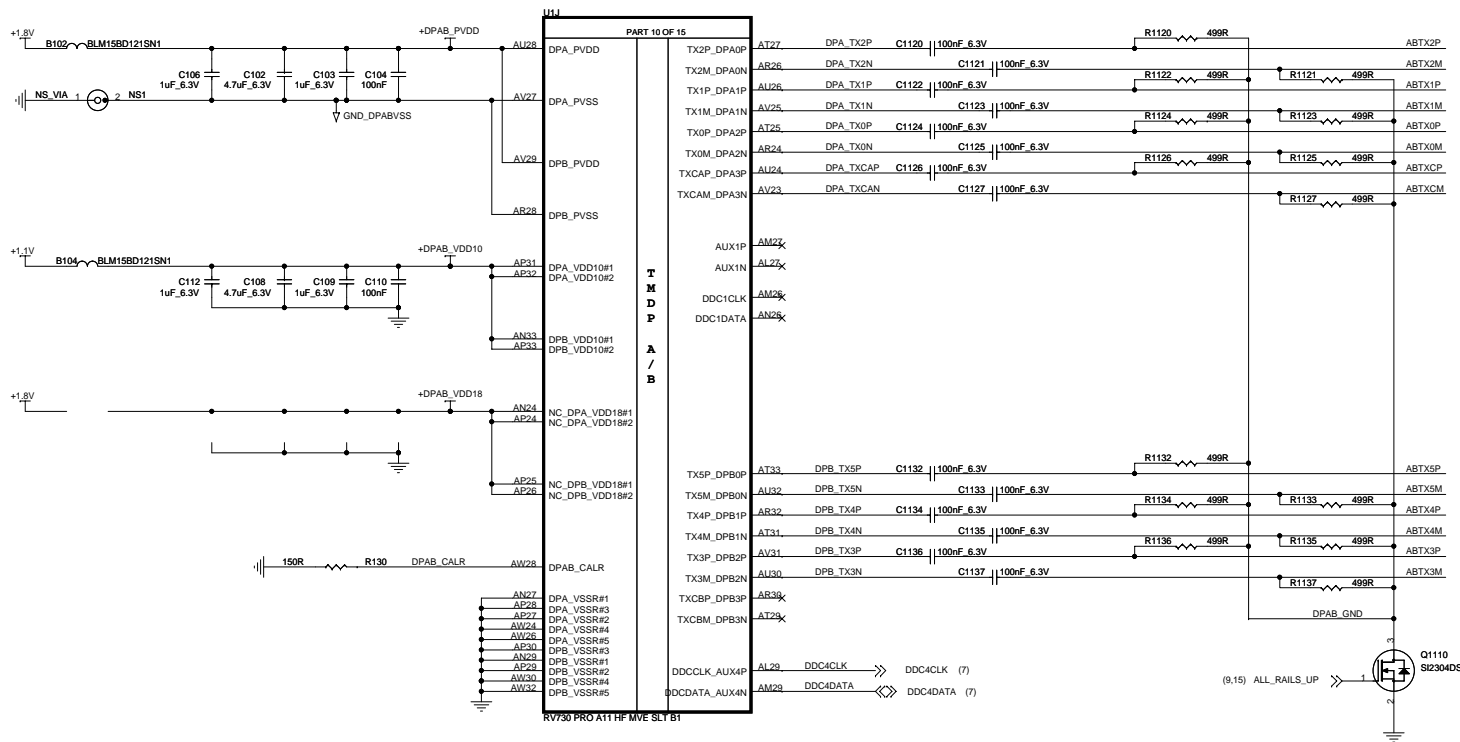 U1J
PART 10 OF 15
+1.8V
B102 BLM15BD121SN1
+DPAB_PVDD
C106 1uF_6.3V
C102 4.7uF_6.3V
C103 1uF_6.3V
C104 100nF
NS_VIA 1 2 NS1
GND_DPABVSS
AU28 DPA_PVDD
AV27 DPA_PVSS
AV29 DPB_PVDD
AR28 DPB_PVSS
+1.1V
B104 BLM15BD121SN1
+DPAB_VDD10
C112 1uF_6.3V
C108 4.7uF_6.3V
C109 1uF_6.3V
C110 100nF
AP31 DPA_VDD10#1
AP32 DPA_VDD10#2
AN33 DPB_VDD10#1
AP33 DPB_VDD10#2
+1.8V
+DPAB_VDD18
AN24 NC_DPA_VDD18#1
AP24 NC_DPA_VDD18#2
AP25 NC_DPB_VDD18#1
AP26 NC_DPB_VDD18#2
150R R130 DPAB_CALR AW28 DPAB_CALR
AN27 DPA_VSSR#1
AP28 DPA_VSSR#3
AP27 DPA_VSSR#2
AW24 DPA_VSSR#4
AW26 DPA_VSSR#5
AP30 DPB_VSSR#3
AN29 DPB_VSSR#1
AP29 DPB_VSSR#2
AW30 DPB_VSSR#4
AW32 DPB_VSSR#5
TMDP A/B
RV730 PRO A11 HF MVE SLT B1
TX2P_DPA0P AT27 DPA_TX2P C1120 100nF_6.3V R1120 499R ABTX2P
TX2M_DPA0N AR26 DPA_TX2N C1121 100nF_6.3V R1121 499R ABTX2M
TX1P_DPA1P AU26 DPA_TX1P C1122 100nF_6.3V R1122 499R ABTX1P
TX1M_DPA1N AV25 DPA_TX1N C1123 100nF_6.3V R1123 499R ABTX1M
TX0P_DPA2P AT25 DPA_TX0P C1124 100nF_6.3V R1124 499R ABTX0P
TX0M_DPA2N AR24 DPA_TX0N C1125 100nF_6.3V R1125 499R ABTX0M
TXCAP_DPA3P AU24 DPA_TXCAP C1126 100nF_6.3V R1126 499R ABTXCP
TXCAM_DPA3N AV23 DPA_TXCAN C1127 100nF_6.3V R1127 499R ABTXCM
AUX1P AM27
AUX1N AL27
DDC1CLK AM26
DDC1DATA AN26
TX5P_DPB0P AT33 DPB_TX5P C1132 100nF_6.3V R1132 499R ABTX5P
TX5M_DPB0N AU32 DPB_TX5N C1133 100nF_6.3V R1133 499R ABTX5M
TX4P_DPB1P AR32 DPB_TX4P C1134 100nF_6.3V R1134 499R ABTX4P
TX4M_DPB1N AT31 DPB_TX4N C1135 100nF_6.3V R1135 499R ABTX4M
TX3P_DPB2P AV31 DPB_TX3P C1136 100nF_6.3V R1136 499R ABTX3P
TX3M_DPB2N AU30 DPB_TX3N C1137 100nF_6.3V R1137 499R ABTX3M
TXCBP_DPB3P AR30
TXCBM_DPB3N AT29
DPAB_GND
DDCCLK_AUX4P AL29 DDC4CLK DDC4CLK (7)
DDCDATA_AUX4N AM29 DDC4DATA DDC4DATA (7)
(9,15) ALL_RAILS_UP 1 3 2
Q1110
SI2304DS